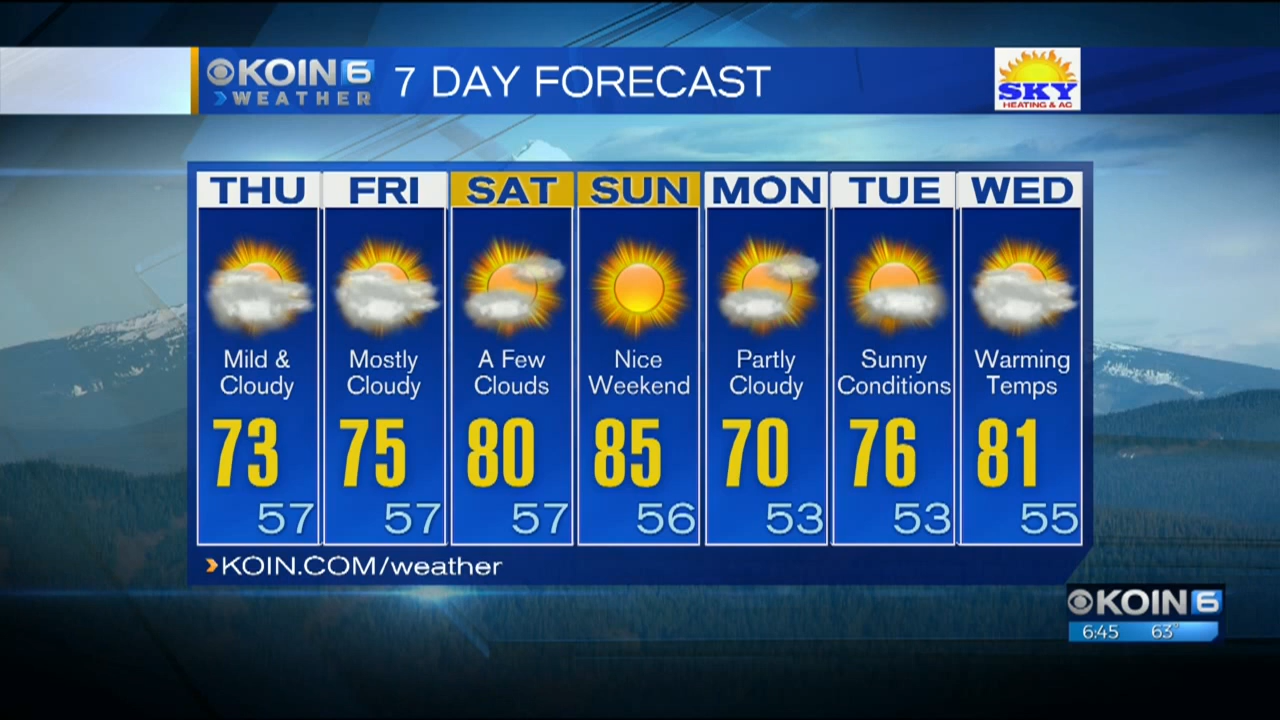 KOIN 6
WEATHER
7 DAY FORECAST
SKY
HEATING & AC
THU FRI SAT SUN MON TUE WED
Mild & Mostly A Few Nice Partly Sunny Warming
Cloudy Cloudy Clouds Weekend Cloudy Conditions Temps
73 75 80 85 70 76 81
57 57 57 56 53 53 55
KOIN.COM/weather
KOIN 6
6:45 63°